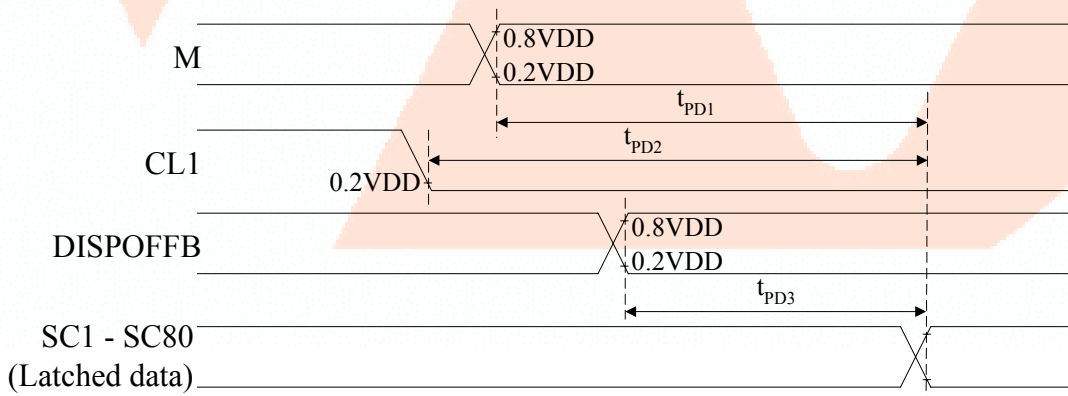 M
0.8VDD
0.2VDD
tPD1
tPD2
CL1
0.2VDD
DISPOFFB
0.8VDD
0.2VDD
tPD3
SC1 - SC80
(Latched data)